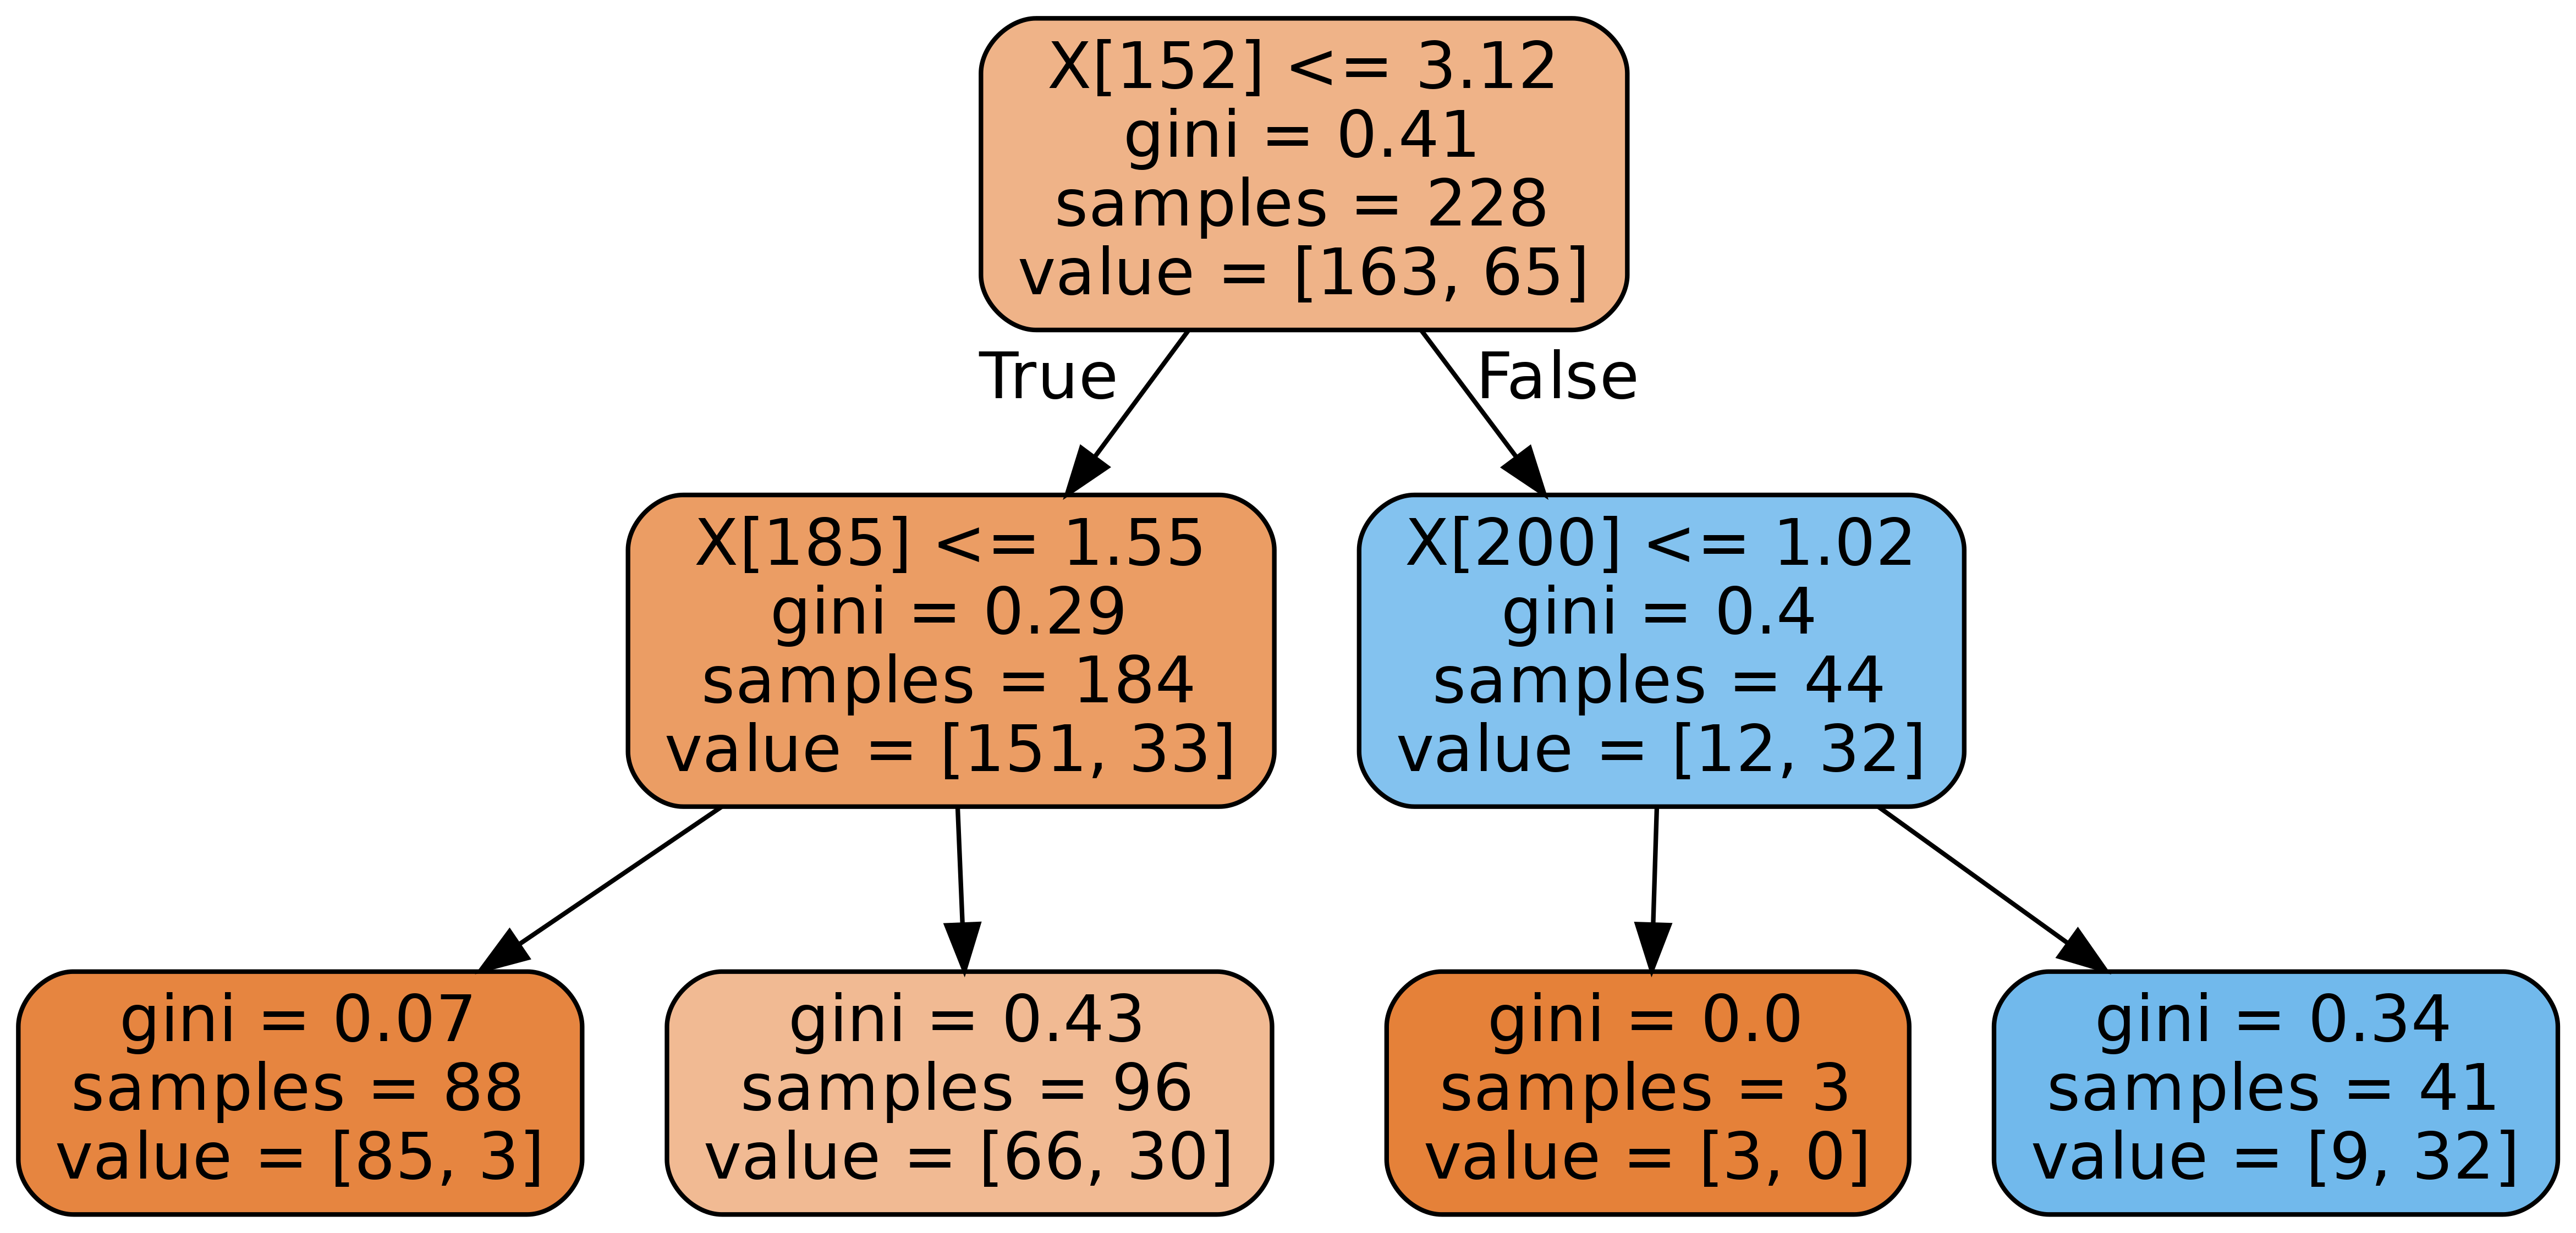 X[152] <= 3.12
gini = 0.41
samples = 228
value = [163, 65]
True
False
X[185] <= 1.55
gini = 0.29
samples = 184
value = [151, 33]
X[200] <= 1.02
gini = 0.4
samples = 44
value = [12, 32]
gini = 0.07
samples = 88
value = [85, 3]
gini = 0.43
samples = 96
value = [66, 30]
gini = 0.0
samples = 3
value = [3, 0]
gini = 0.34
samples = 41
value = [9, 32]